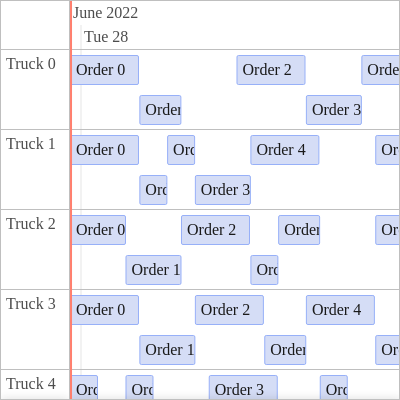 June 2022
Tue 28
Truck 0
Order 0
Order 2
Orde
Order
Order 3
Truck 1
Order 0
Orc
Order 4
Or
Orc
Order 3
Truck 2
Order 0
Order 2
Order
Or
Order 1
Orc
Truck 3
Order 0
Order 2
Order 4
Order 1
Order
Or
Truck 4
Orc
Orc
Order 3
Orc